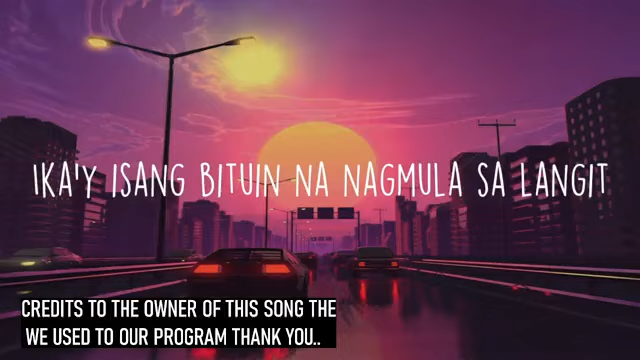 IKA'Y ISANG BITUIN NA NAGMULA SA LANGIT
CREDITS TO THE OWNER OF THIS SONG THE
WE USED TO OUR PROGRAM THANK YOU..